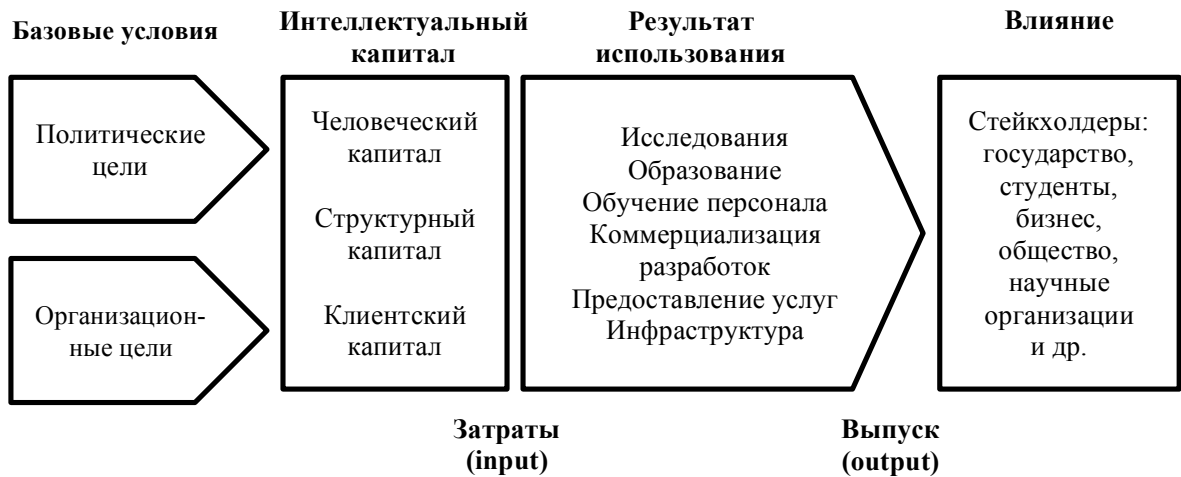 Базовые условия
Политические
цели
Организацион-
ные цели
Интеллектуальный
капитал
Человеческий
капитал
Структурный
капитал
Клиентский
капитал
Результат
использования
Исследования
Образование
Обучение персонала
Коммерциализация
разработок
Предоставление услуг
Инфраструктура
Влияние
Стейкхолдеры:
государство,
студенты,
бизнес,
общество,
научные
организации
и др.
Затраты
(input)
Выпуск
(output)